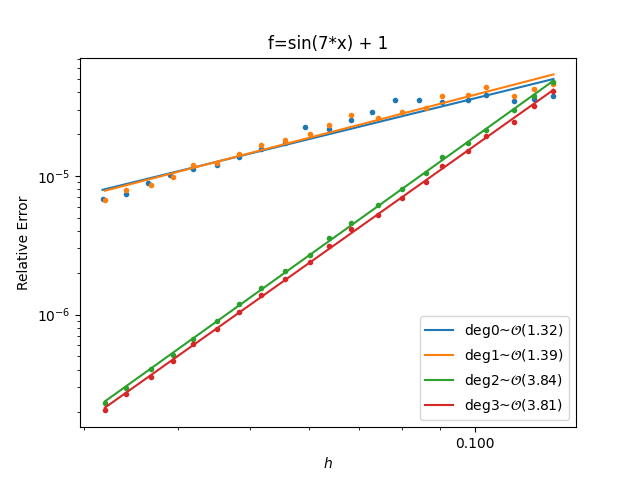 f=sin(7*x) + 1
Relative Error
10⁻⁵
10⁻⁶
deg0~𝒪(1.32)
deg1~𝒪(1.39)
deg2~𝒪(3.84)
deg3~𝒪(3.81)
0.100
h